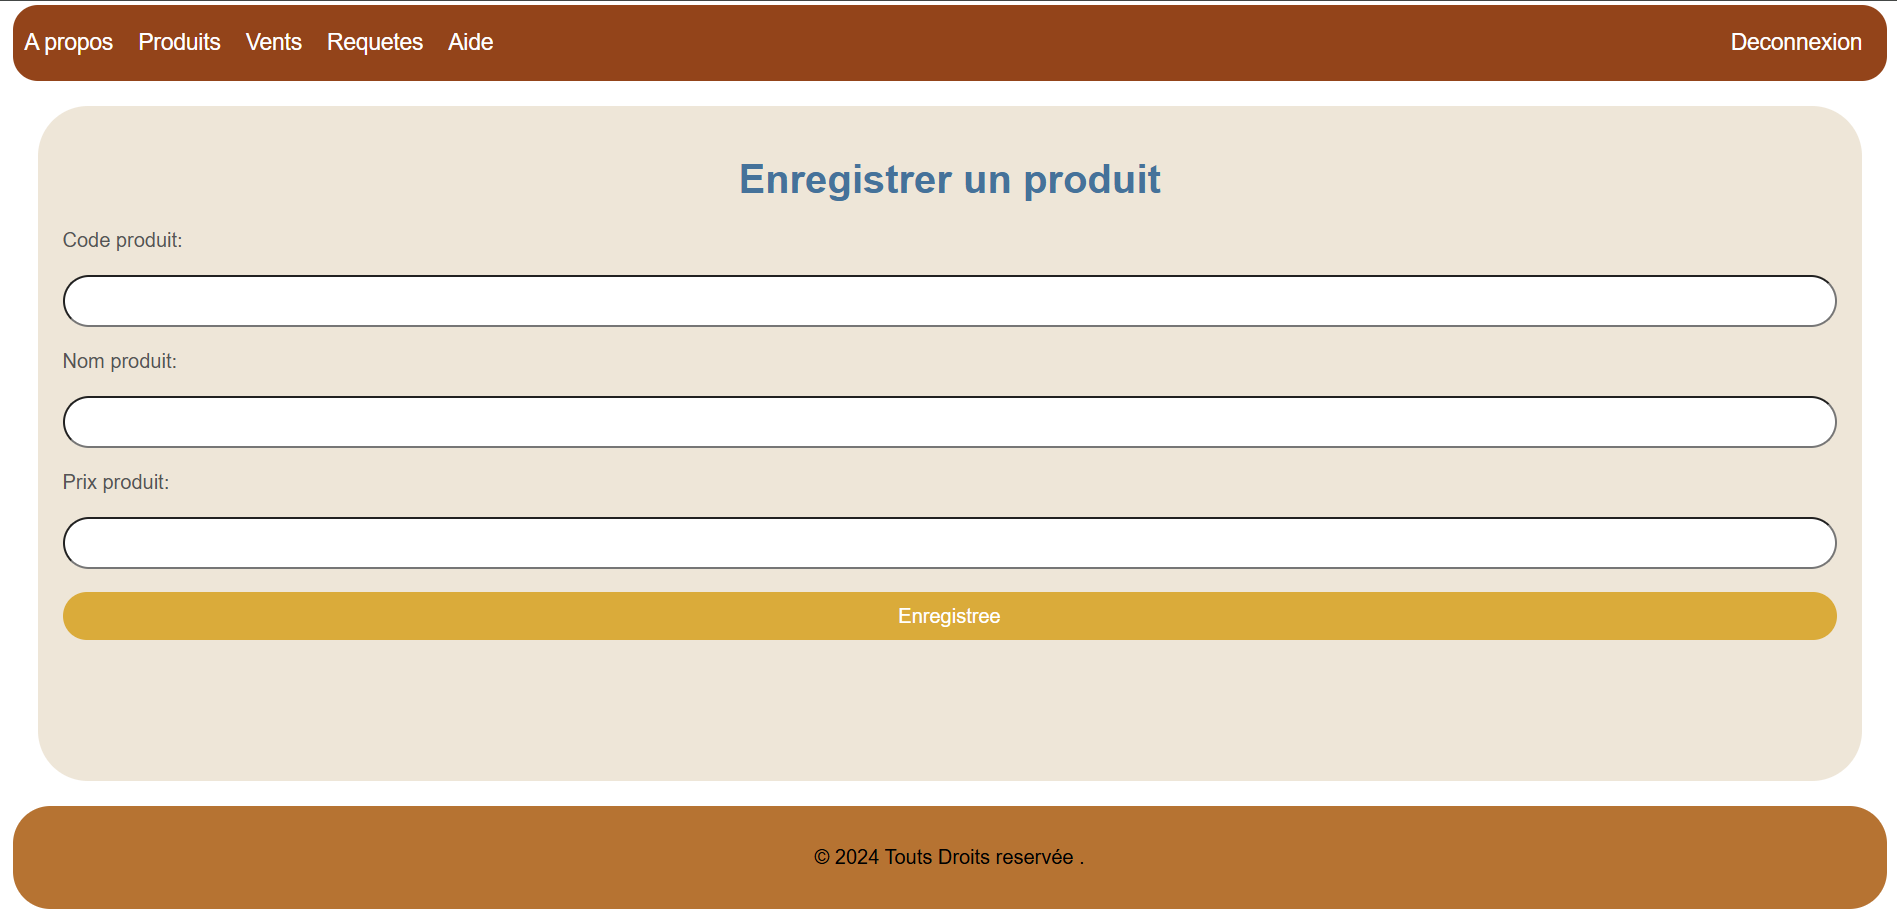 A propos Produits Vents Requetes Aide Deconnexion
Enregistrer un produit
Code produit:
Nom produit:
Prix produit:
Enregistree
© 2024 Touts Droits reservée .